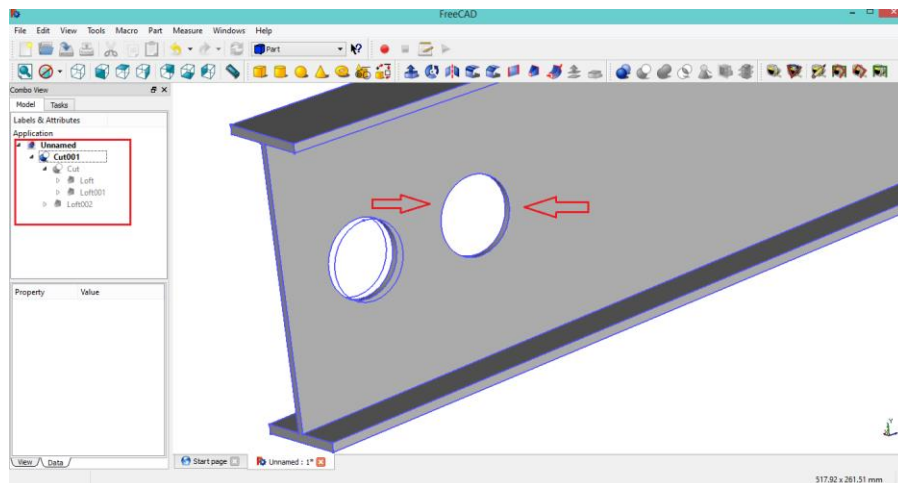 FreeCAD
File Edit View Tools Macro Part Measure Windows Help
Part
Combo View
Model Tasks
Labels & Attributes
Application
Unnamed
Cut001
Cut
Loft
Loft001
Loft002
Property Value
View Data
Start page Unnamed : 1*
517.92 x 261.51 mm